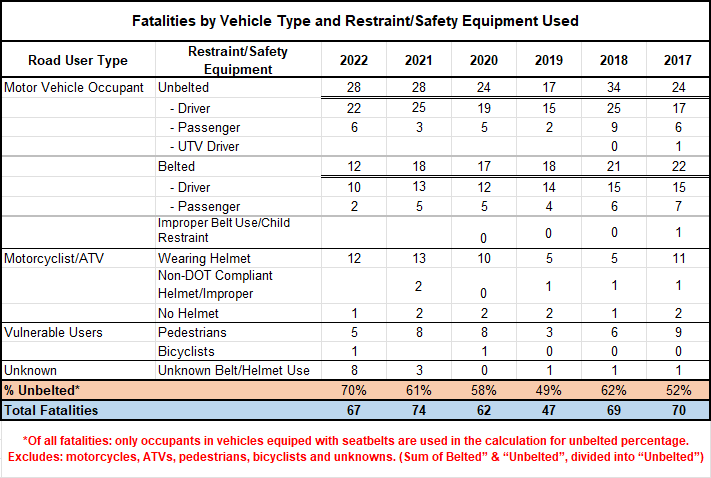 Fatalities by Vehicle Type and Restraint/Safety Equipment Used
Road User Type Restraint/Safety Equipment 2022 2021 2020 2019 2018 2017
Motor Vehicle Occupant Unbelted 28 28 24 17 34 24
- Driver 22 25 19 15 25 17
- Passenger 6 3 5 2 9 6
- UTV Driver 0 1
Belted 12 18 17 18 21 22
- Driver 10 13 12 14 15 15
- Passenger 2 5 5 4 6 7
Improper Belt Use/Child
Restraint 0 0 0 1
Motorcyclist/ATV Wearing Helmet 12 13 10 5 5 11
Non-DOT Compliant
Helmet/Improper 2 0 1 1 1
No Helmet 1 2 2 2 1 2
Vulnerable Users Pedestrians 5 8 8 3 6 9
Bicyclists 1 1 0 0 0
Unknown Unknown Belt/Helmet Use 8 3 0 1 1 1
% Unbelted* 70% 61% 58% 49% 62% 52%
Total Fatalities 67 74 62 47 69 70
*Of all fatalities: only occupants in vehicles equiped with seatbelts are used in the calculation for unbelted percentage.
Excludes: motorcycles, ATVs, pedestrians, bicyclists and unknowns. (Sum of Belted” & “Unbelted”, divided into “Unbelted”)